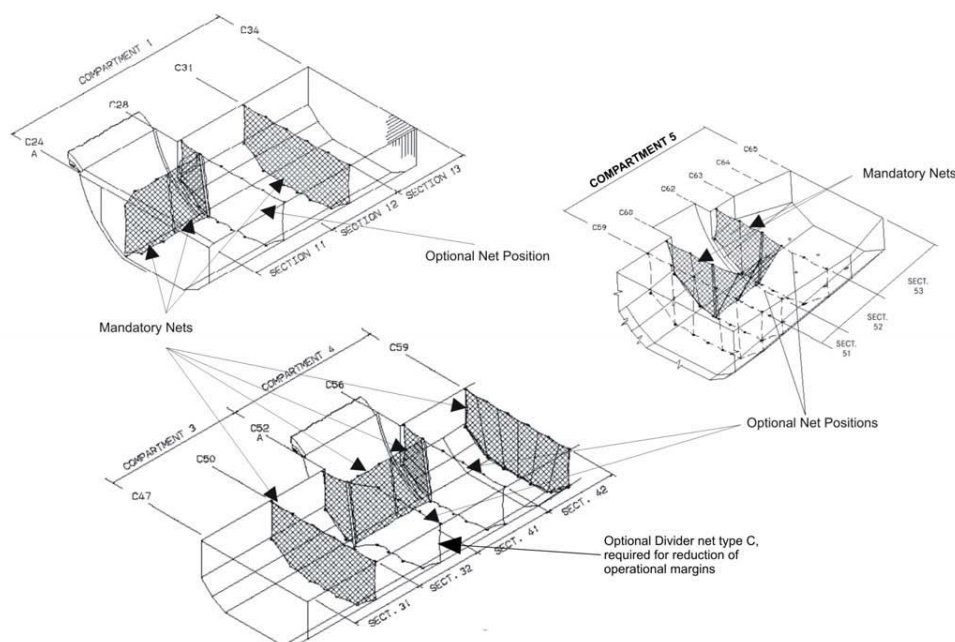 COMPARTMENT 1
C34
C31
C28
C24
A
SECTION 11
SECTION 12
SECTION 13
Optional Net Position
Mandatory Nets
COMPARTMENT 5
C65
C64
C63
C62
C60
C59
Mandatory Nets
SECT.
53
SECT.
52
SECT.
51
Optional Net Positions
COMPARTMENT 4
C59
C56
C52
A
COMPARTMENT 3
C50
C47
SECT. 42
SECT. 41
SECT. 32
SECT. 31
Optional Divider net type C,
required for reduction of
operational margins